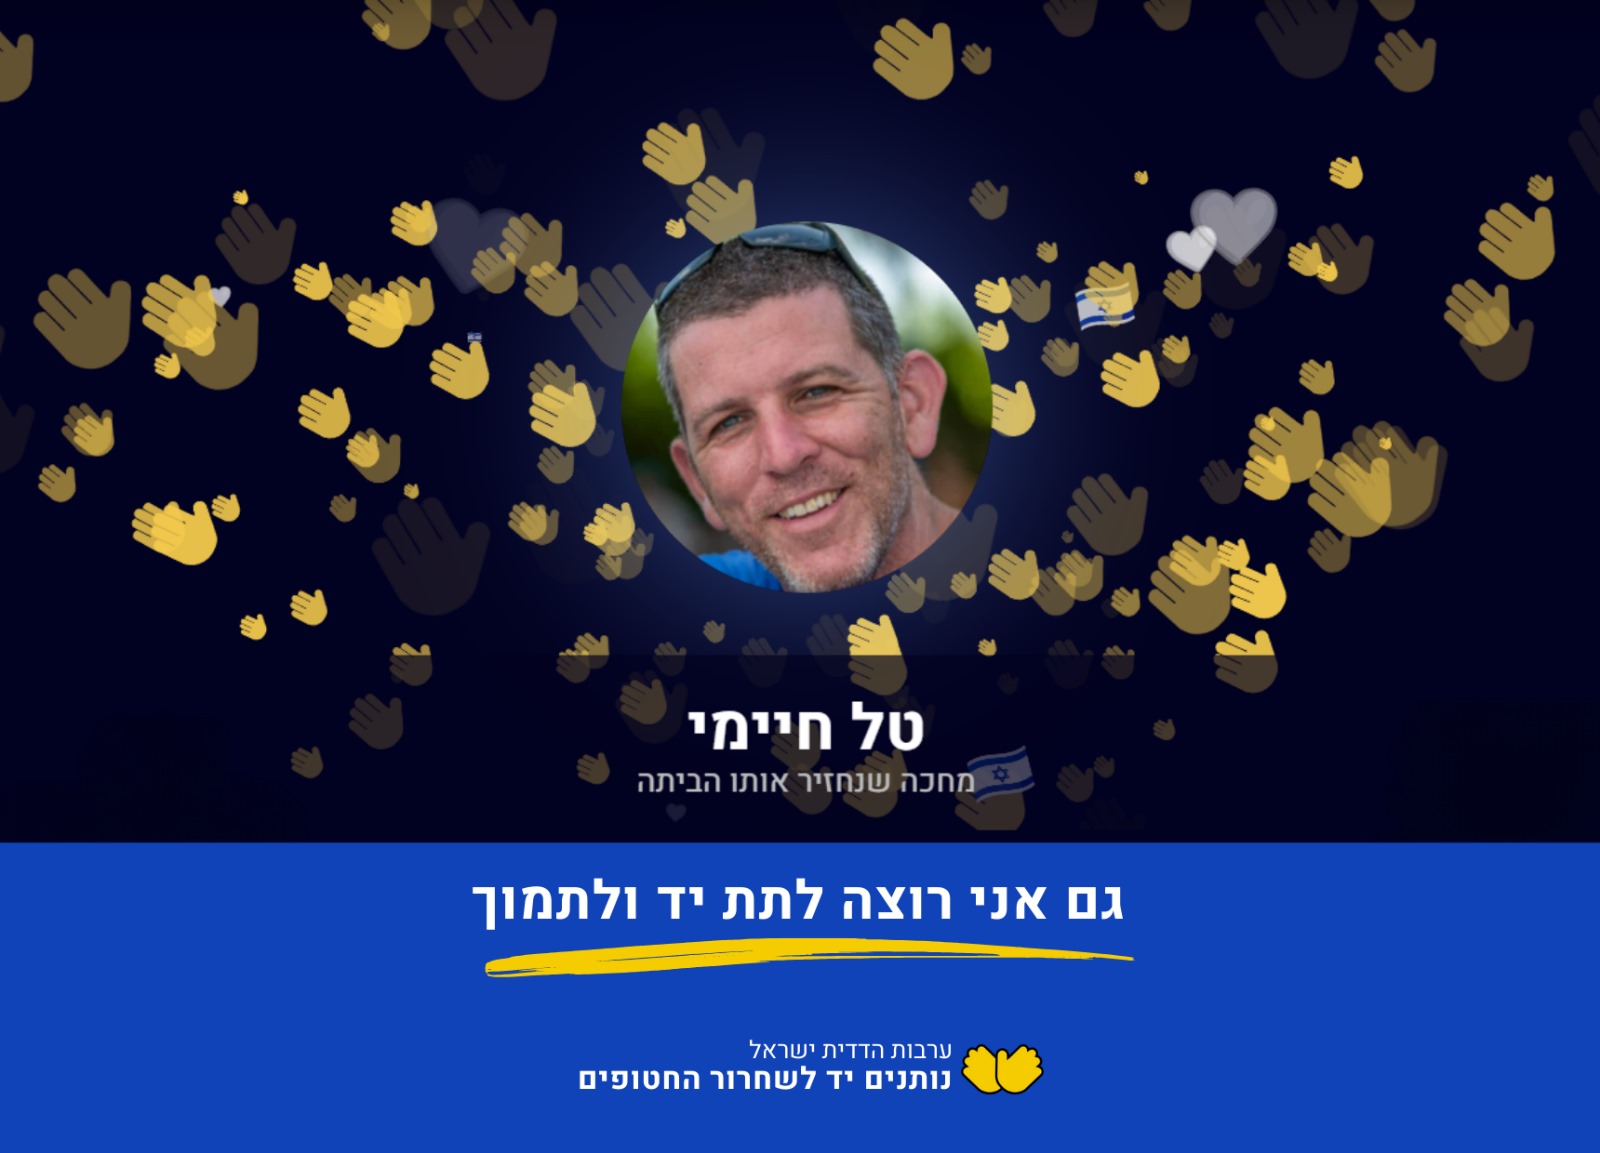 טל חיימי
מחכה שנחזיר אותו הביתה
גם אני רוצה לתת יד ולתמוך
ערבות הדדית ישראל
נותנים יד לשחרור החטופים